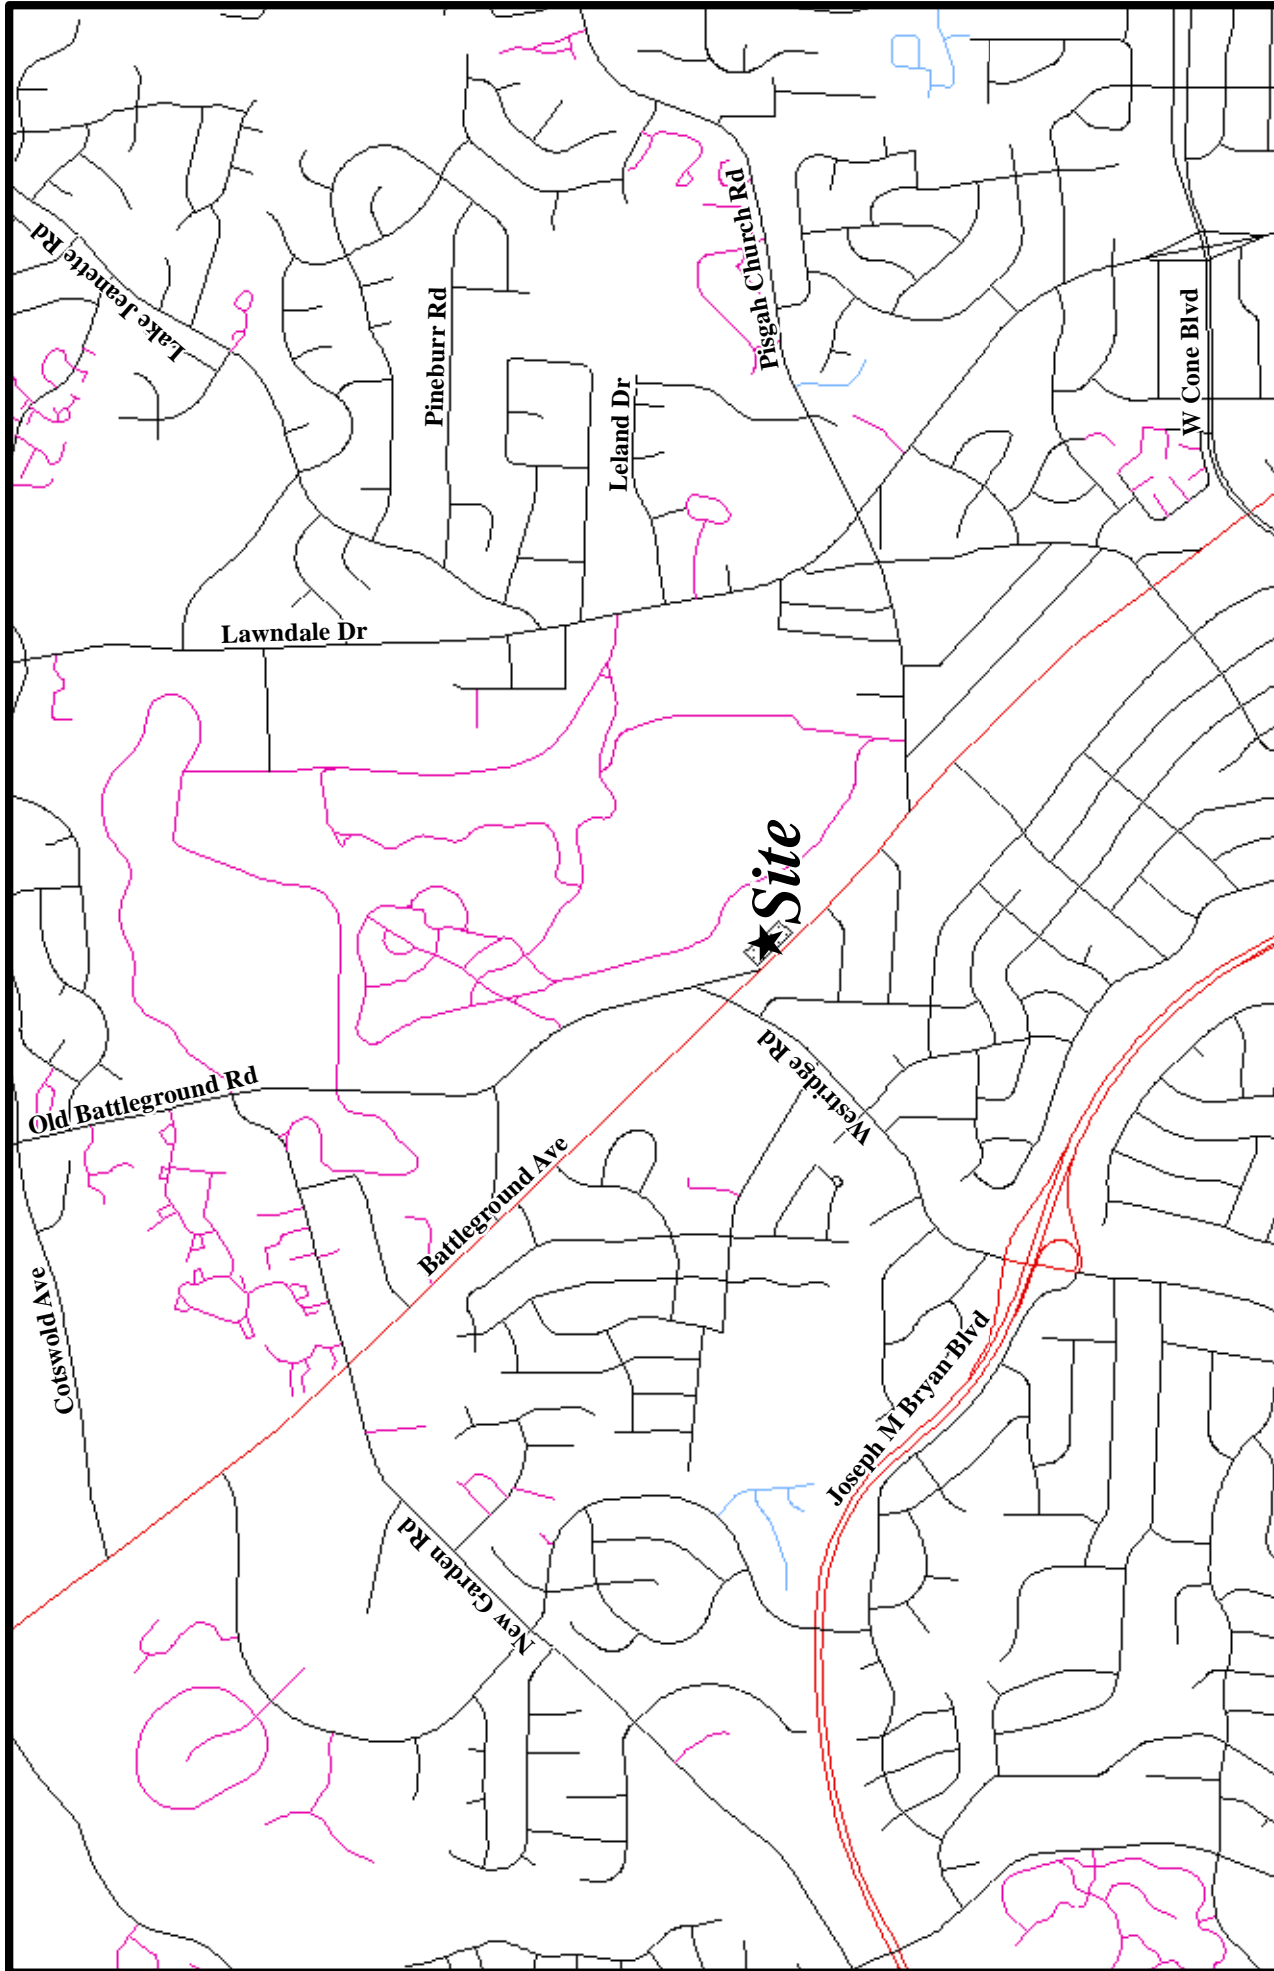 Pisgah Church Rd
Lake Jeanette Rd
Pineburr Rd
W Cone Blvd
Leland Dr
Lawndale Dr
Site
Westridge Rd
Old Battleground Rd
Battleground Ave
Cotswold Ave
Joseph M Bryan Blvd
New Garden Rd